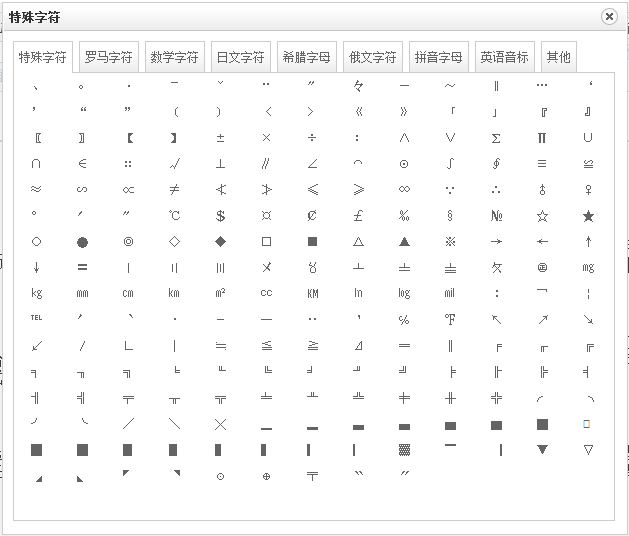 特殊字符
特殊字符 罗马字符 数学字符 日文字符 希腊字母 俄文字符 拼音字母 英语音标 其他
、 。 · ˉ ˇ ¨ 〃 々 — ～ ‖ … ‘
’ “ ” 〔 〕 〈 〉 《 》 「 」 『 』
〖 〗 【 】 ± × ÷ ∶ ∧ ∨ ∑ ∏ ∪
∩ ∈ ∷ √ ⊥ ∥ ∠ ⌒ ⊙ ∫ ∮ ≡ ≌
≈ ∽ ∝ ≠ ≮ ≯ ≤ ≥ ∞ ∵ ∴ ♂ ♀
° ′ ″ ℃ ＄ ¤ ￠ ￡ ‰ § № ☆ ★
○ ● ◎ ◇ ◆ □ ■ △ ▲ ※ → ← ↑
↓ 〓 〡 〢 〣 〤 〥 〦 〧 〨 〩 ㊣ ㎎
㎏ ㎜ ㎝ ㎞ ㎡ ㏄ ㏎ ㏑ ㏒ ㏕ ︰ ￢ ￤
℡ ˊ ˋ ˙ – ― ‥ ‵ ℅ ℉ ↖ ↗ ↘
↙ ∕ ∟ ∣ ≒ ≦ ≧ ⊿ ═ ║ ╒ ╓ ╔
╕ ╖ ╗ ╘ ╙ ╚ ╛ ╜ ╝ ╞ ╟ ╠ ╡
╢ ╣ ╤ ╥ ╦ ╧ ╨ ╩ ╪ ╫ ╬ ╭ ╮
╯ ╰ ╱ ╲ ╳ ▁ ▂ ▃ ▄ ▅ ▆ ▇
█ ▉ ▊ ▋ ▌ ▍ ▎ ▏ ▓ ▔ ▕ ▼ ▽
◢ ◣ ◤ ◥ ☉ ⊕ 〒 〝 〞